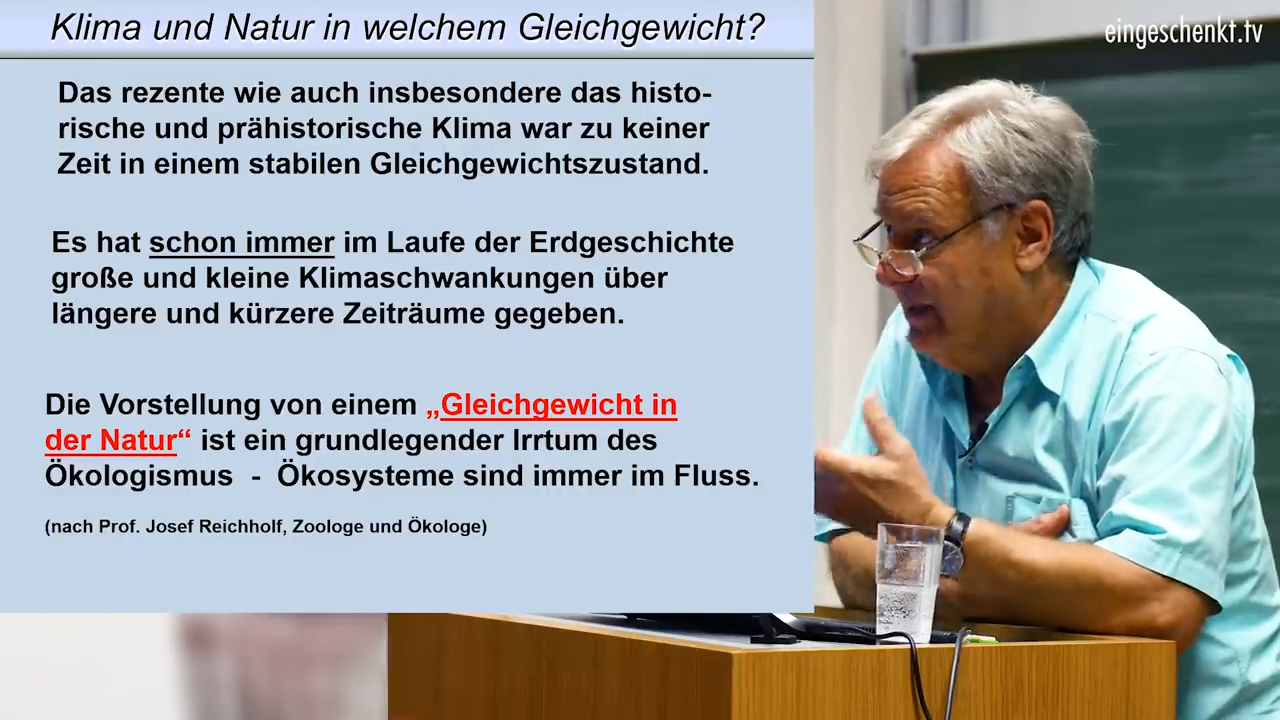 Klima und Natur in welchem Gleichgewicht?
eingeschenkt.tv
Das rezente wie auch insbesondere das histo-
rische und prähistorische Klima war zu keiner
Zeit in einem stabilen Gleichgewichtszustand.
Es hat schon immer im Laufe der Erdgeschichte
große und kleine Klimaschwankungen über
längere und kürzere Zeiträume gegeben.
Die Vorstellung von einem „Gleichgewicht in
der Natur“ ist ein grundlegender Irrtum des
Ökologismus - Ökosysteme sind immer im Fluss.
(nach Prof. Josef Reichholf, Zoologe und Ökologe)